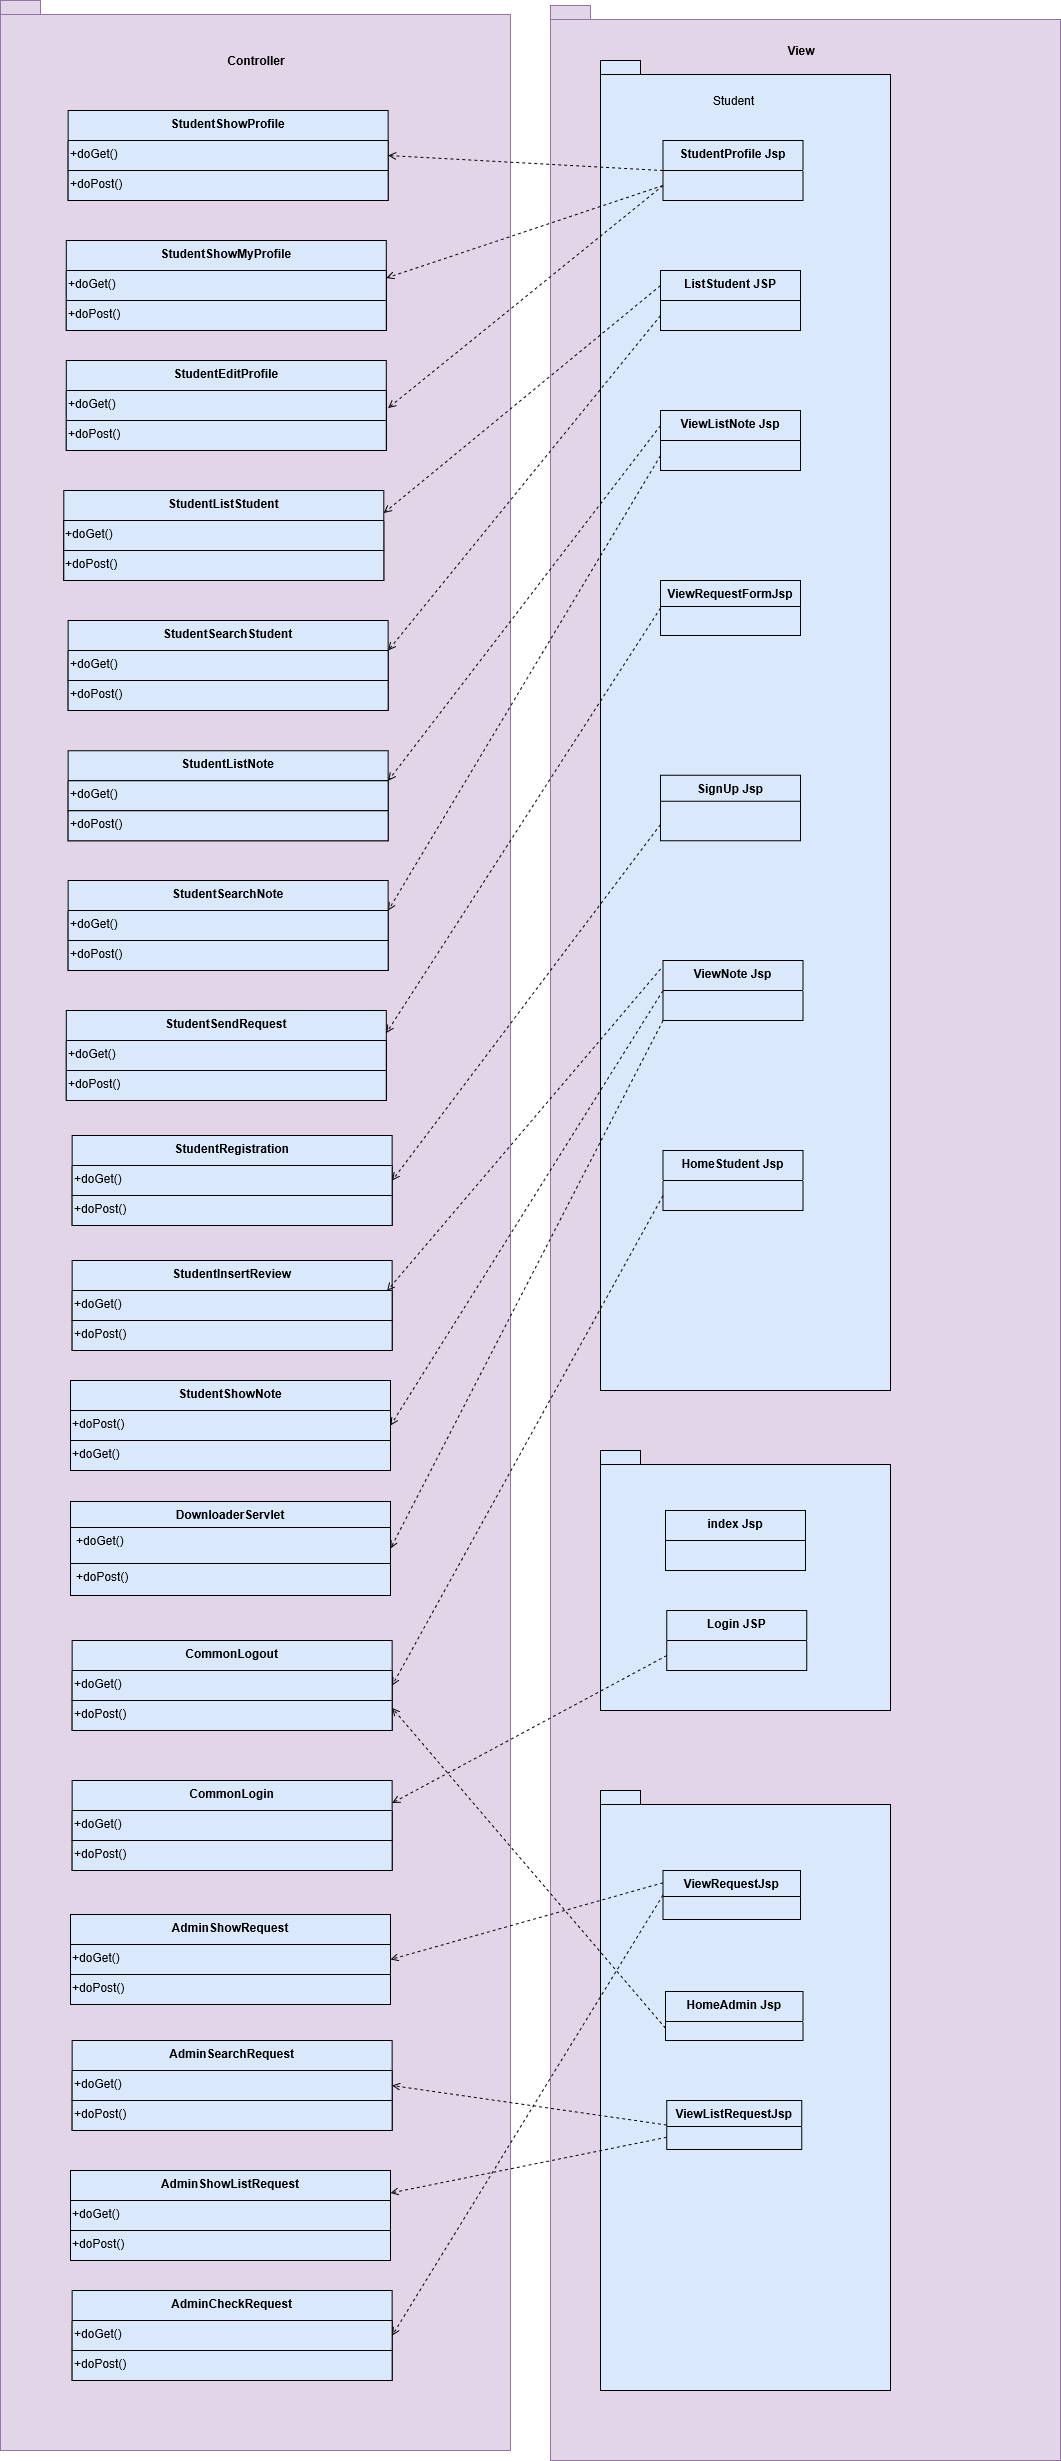 Controller
StudentShowProfile
+doGet()
+doPost()
StudentShowMyProfile
+doGet()
+doPost()
StudentEditProfile
+doGet()
+doPost()
StudentListStudent
+doGet()
+doPost()
StudentSearchStudent
+doGet()
+doPost()
StudentListNote
+doGet()
+doPost()
StudentSearchNote
+doGet()
+doPost()
StudentSendRequest
+doGet()
+doPost()
StudentRegistration
+doGet()
+doPost()
StudentInsertReview
+doGet()
+doPost()
StudentShowNote
+doPost()
+doGet()
DownloaderServlet
+doGet()
+doPost()
CommonLogout
+doGet()
+doPost()
CommonLogin
+doGet()
+doPost()
AdminShowRequest
+doGet()
+doPost()
AdminSearchRequest
+doGet()
+doPost()
AdminShowListRequest
+doGet()
+doPost()
AdminCheckRequest
+doGet()
+doPost()
View
Student
StudentProfile Jsp
ListStudent JSP
ViewListNote Jsp
ViewRequestFormJsp
SignUp Jsp
ViewNote Jsp
HomeStudent Jsp
index Jsp
Login JSP
ViewRequestJsp
HomeAdmin Jsp
ViewListRequestJsp